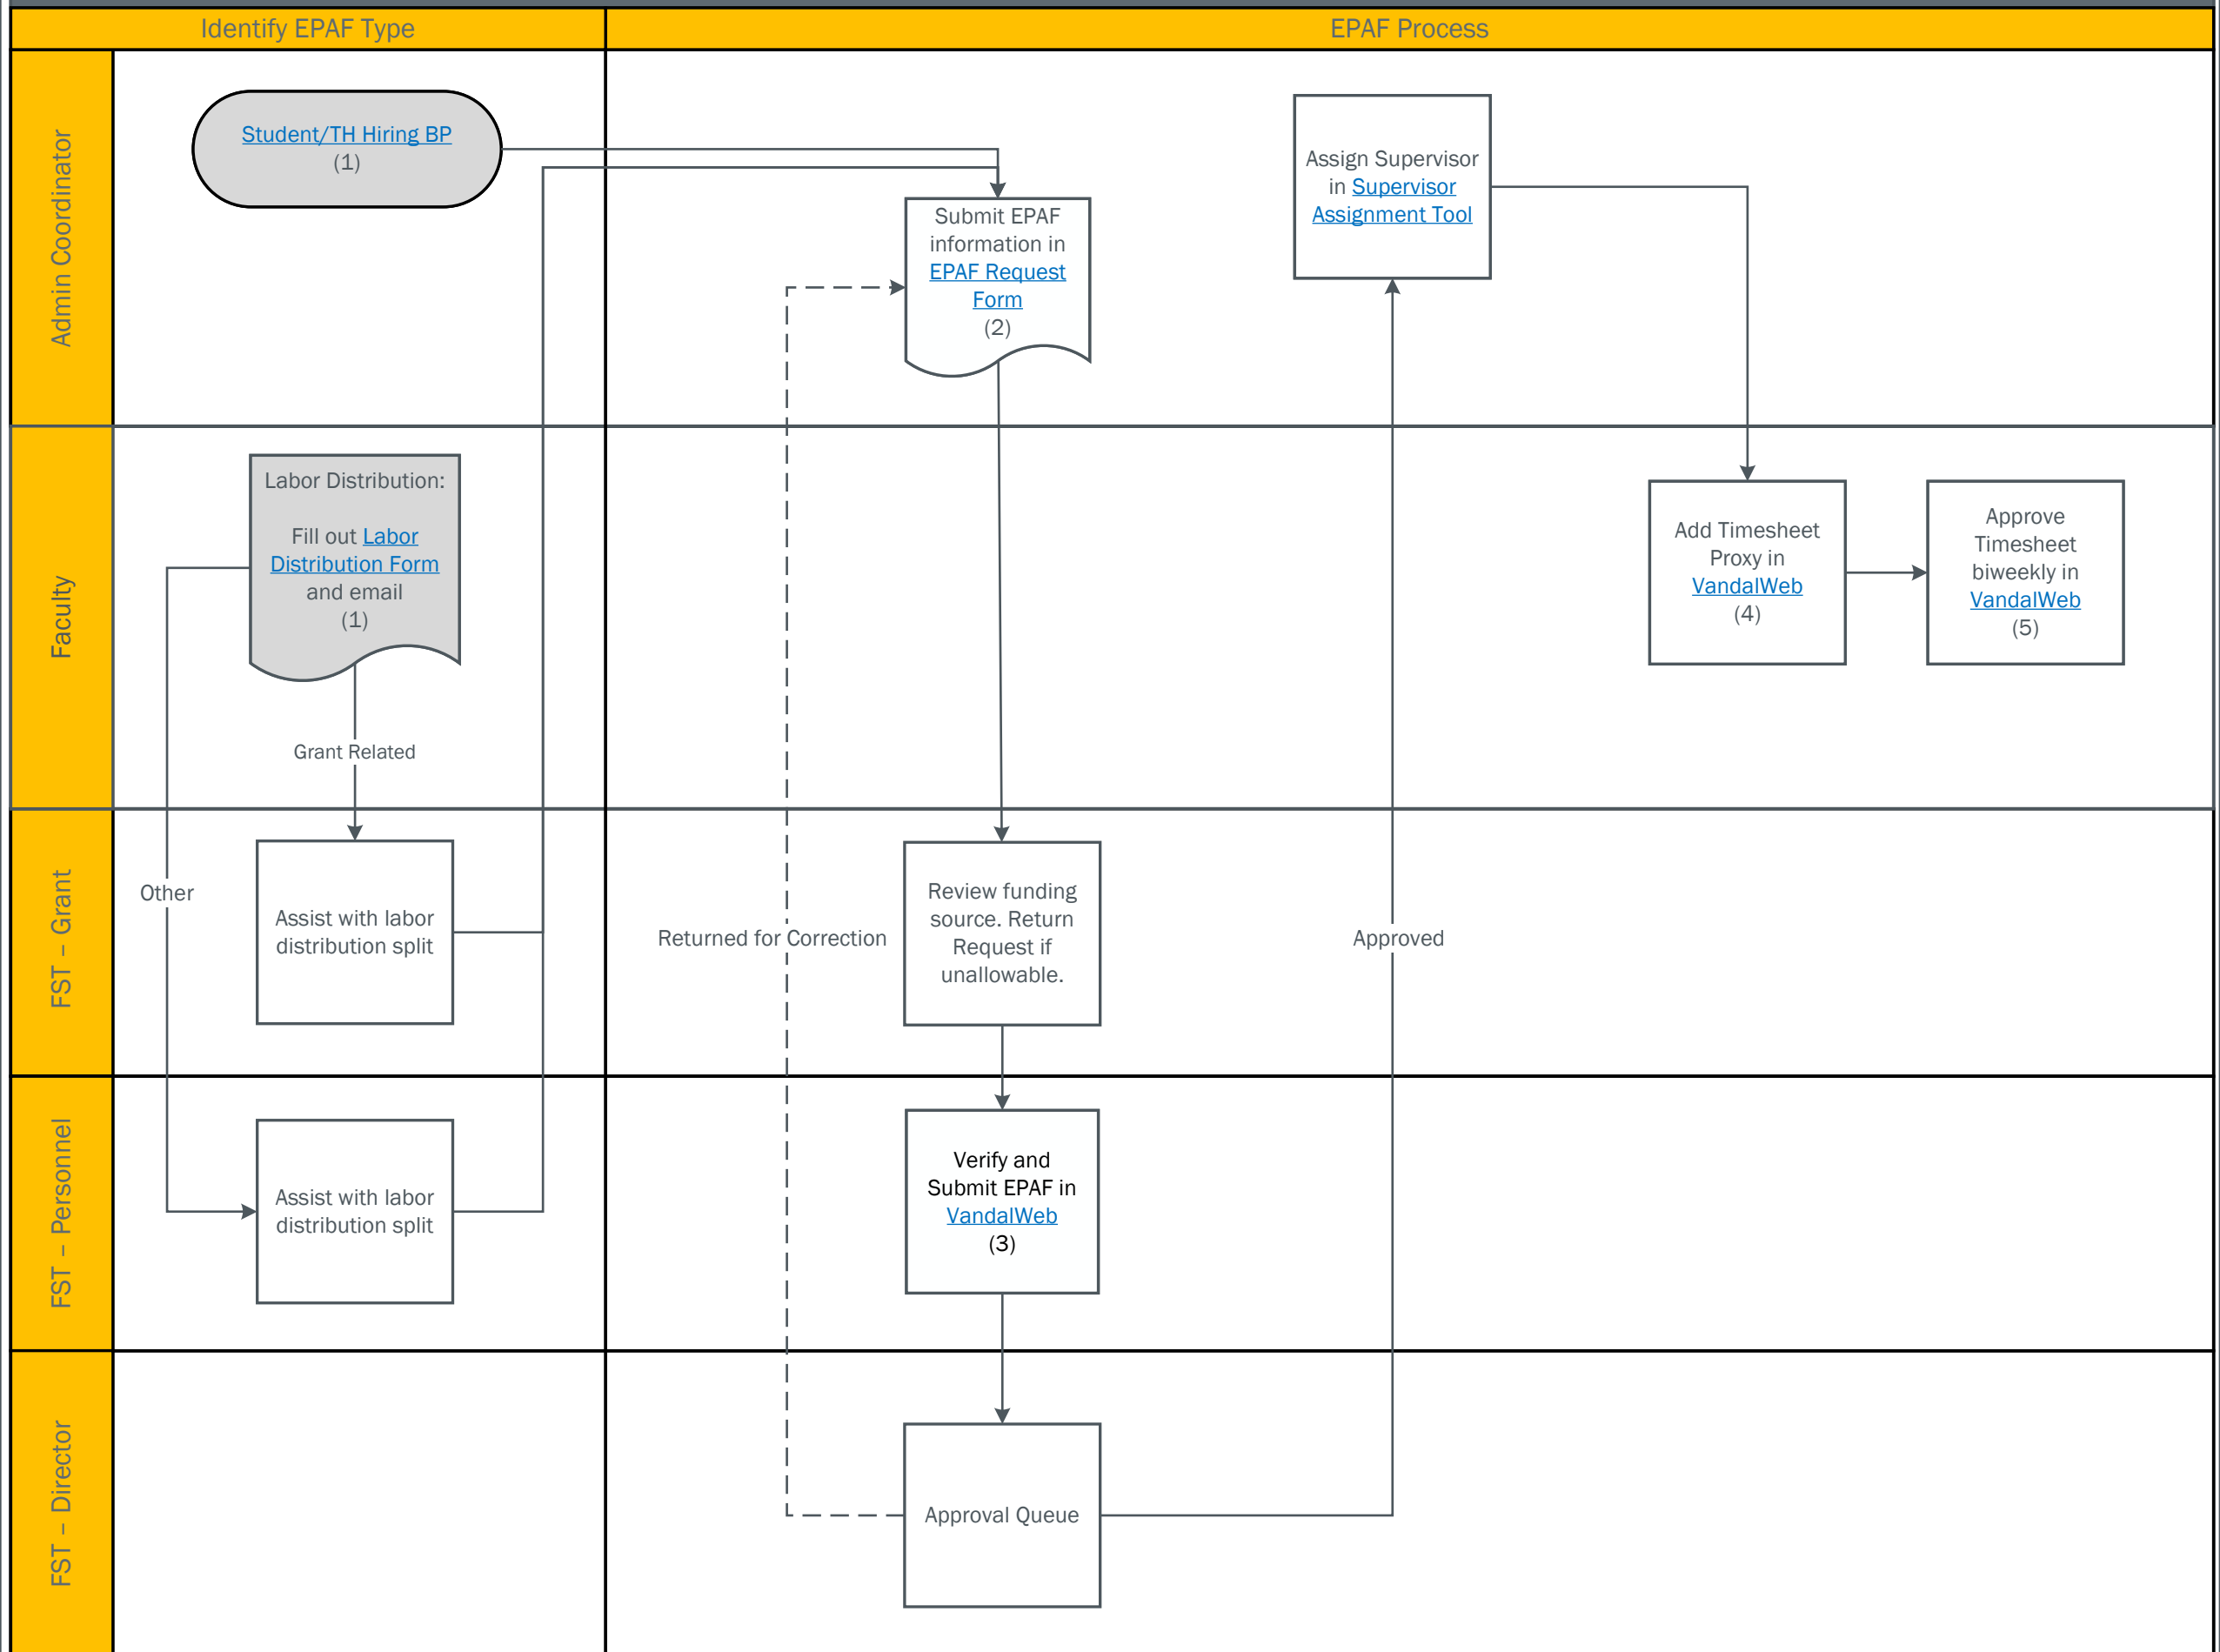 Identify EPAF Type
EPAF Process
Admin Coordinator
Student/TH Hiring BP
(1)
Submit EPAF
information in
EPAF Request
Form
(2)
Assign Supervisor
in Supervisor
Assignment Tool
Faculty
Labor Distribution:
Fill out Labor
Distribution Form
and email
(1)
Grant Related
Add Timesheet
Proxy in
VandalWeb
(4)
Approve
Timesheet
biweekly in
VandalWeb
(5)
FST – Grant
Other
Assist with labor
distribution split
Returned for Correction
Review funding
source. Return
Request if
unallowable.
Approved
FST – Personnel
Assist with labor
distribution split
Verify and
Submit EPAF in
VandalWeb
(3)
FST – Director
Approval Queue